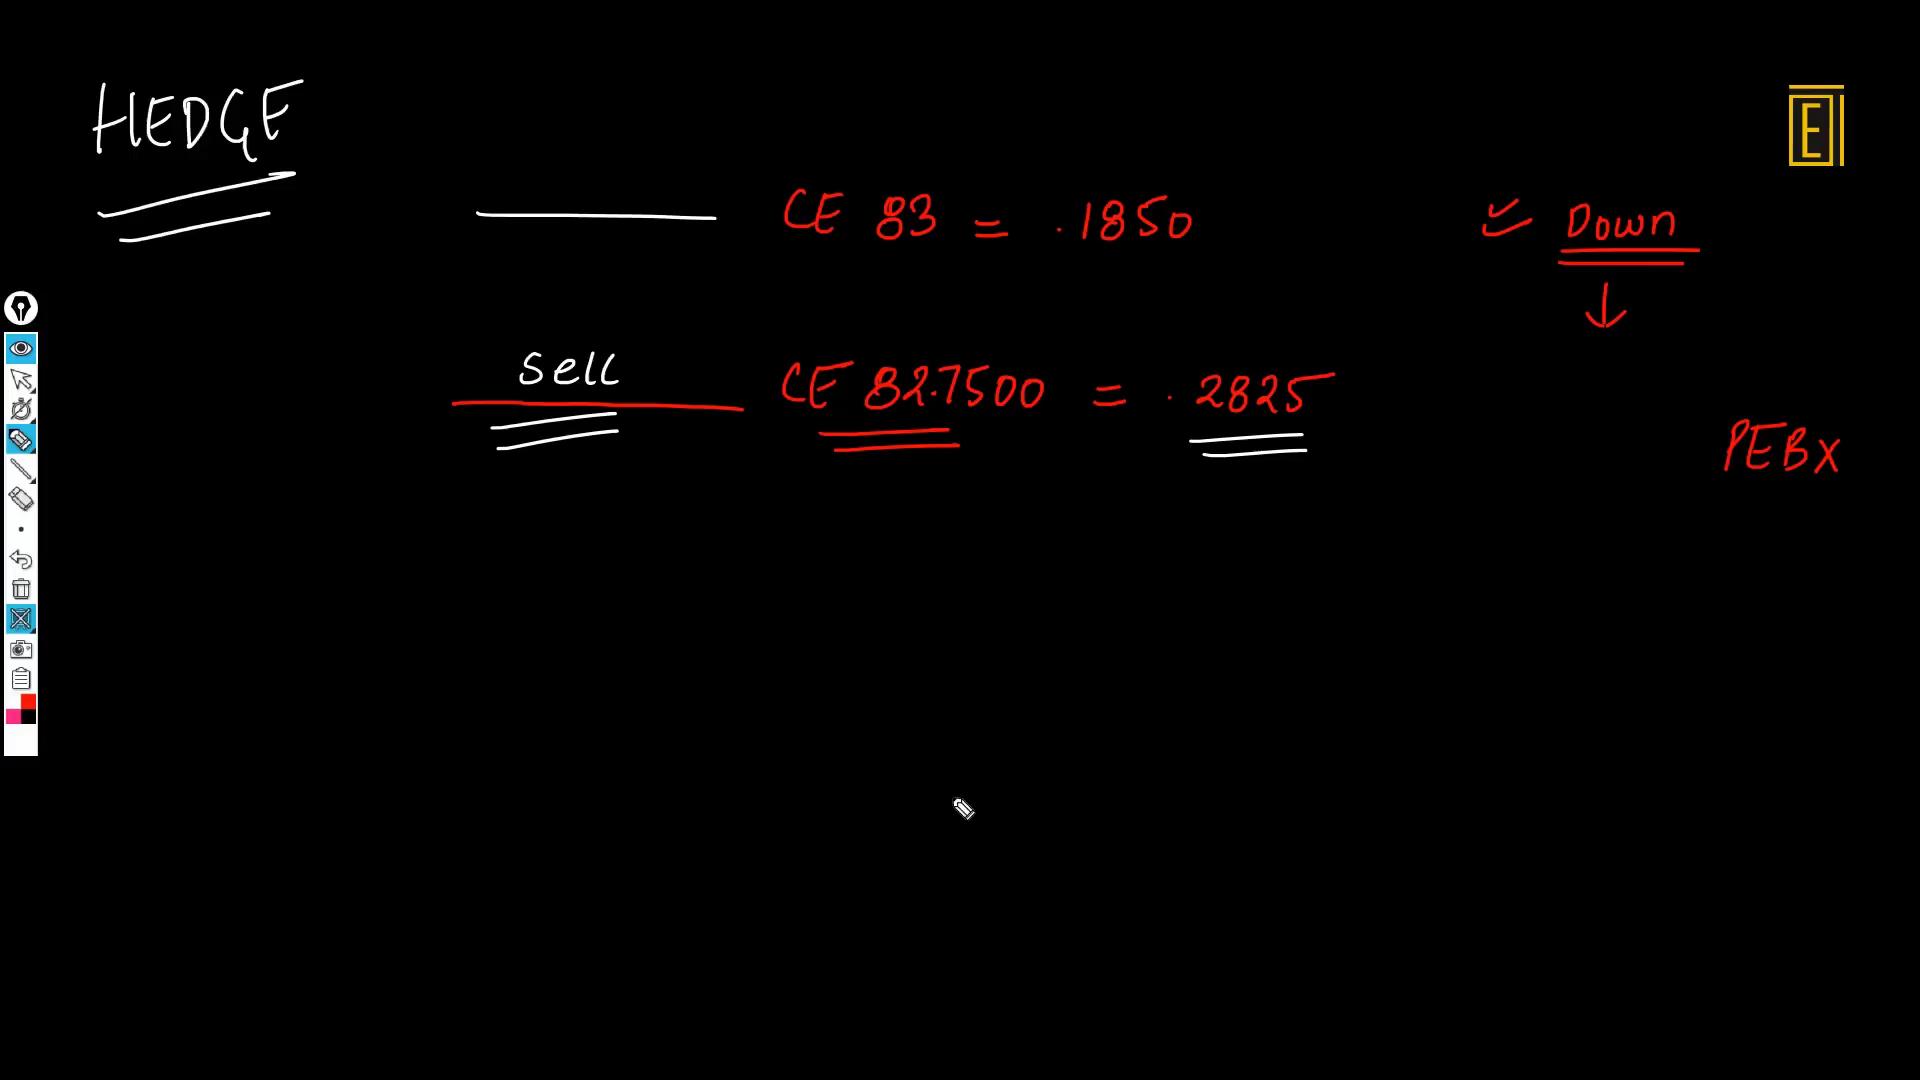 HEDGE
E
CE 83 = .1850
Down
Sell
CE 82.7500 = .2825
PEBX